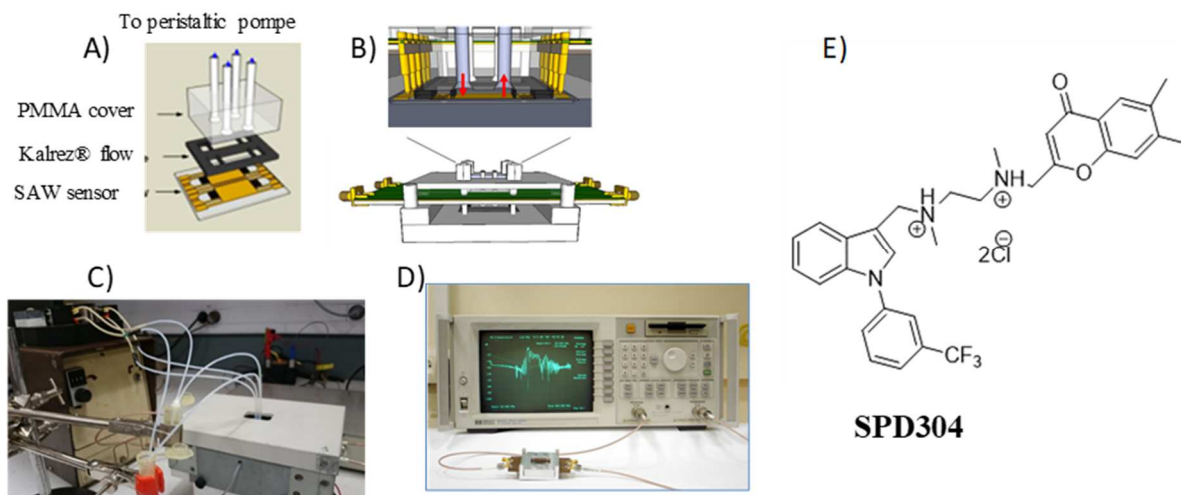 To peristaltic pompe
A)
B)
E)
PMMA cover
Kalrez® flow
SAW sensor
C)
D)
O
O
NH
⊕
N
H
⊕
2Cl⊖
N
CF3
SPD304